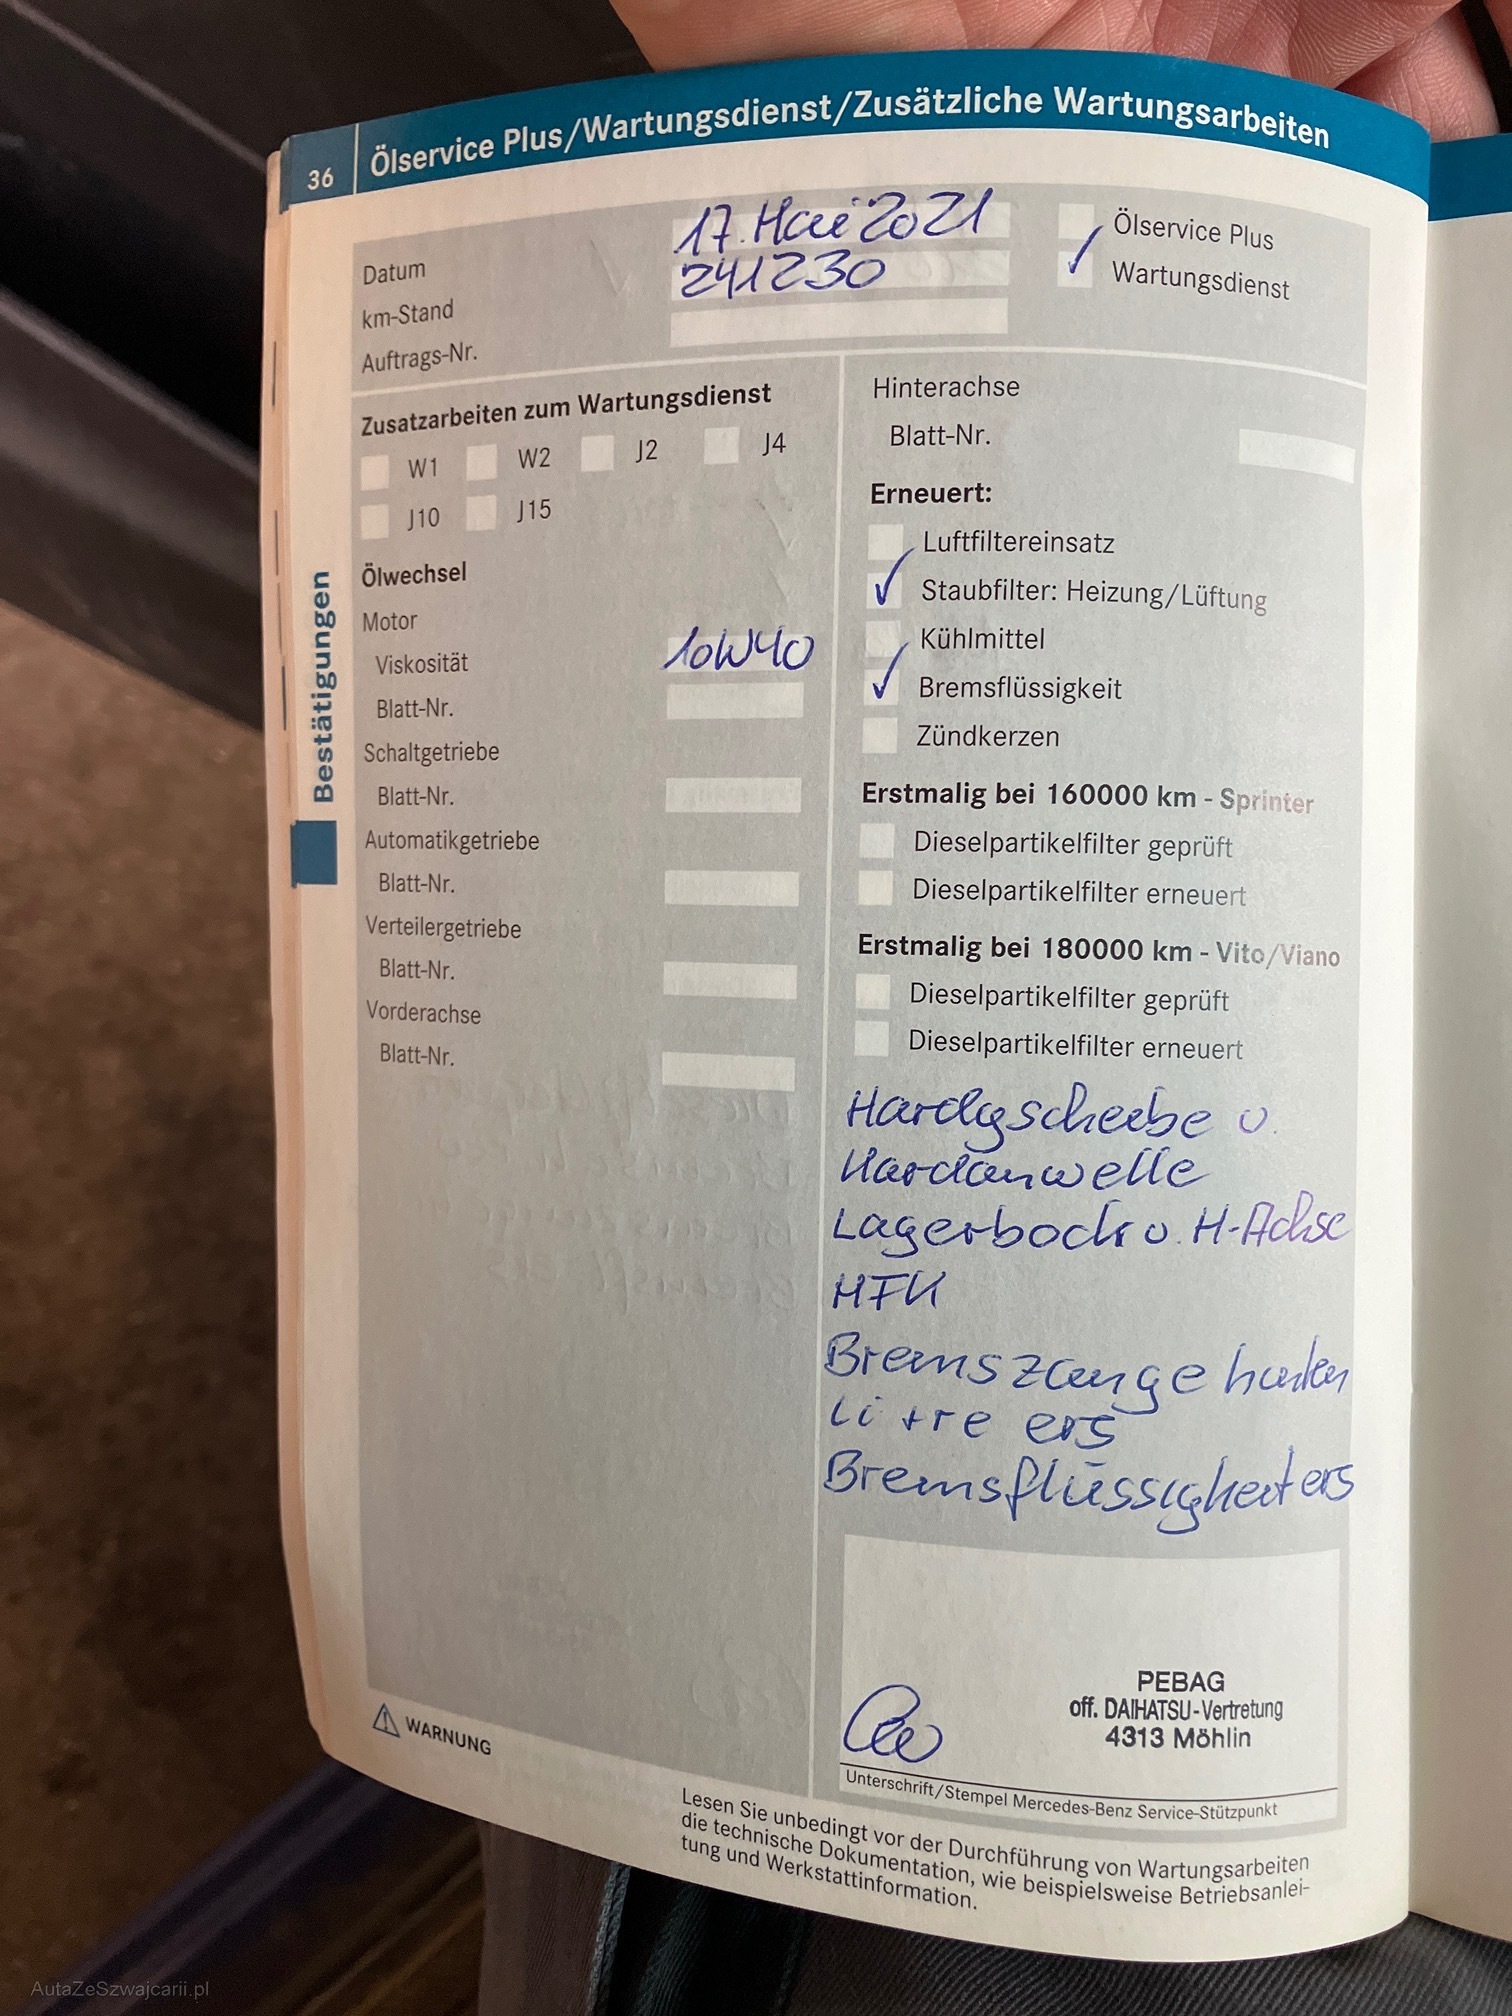 36 Ölservice Plus/Wartungsdienst/Zusätzliche Wartungsarbeiten
Datum 17. Mai 2021
km-Stand 241230
Auftrags-Nr.
Ölservice Plus
Wartungsdienst
Zusatzarbeiten zum Wartungsdienst
W1 W2 J2 J4
J10 J15
Ölwechsel
Motor
Viskosität 10W40
Blatt-Nr.
Schaltgetriebe
Blatt-Nr.
Automatikgetriebe
Blatt-Nr.
Verteilergetriebe
Blatt-Nr.
Vorderachse
Blatt-Nr.
Bestätigungen
Hinterachse
Blatt-Nr.
Erneuert:
Luftfiltereinsatz
Staubfilter: Heizung/Lüftung
Kühlmittel
Bremsflüssigkeit
Zündkerzen
Erstmalig bei 160000 km - Sprinter
Dieselpartikelfilter geprüft
Dieselpartikelfilter erneuert
Erstmalig bei 180000 km - Vito/Viano
Dieselpartikelfilter geprüft
Dieselpartikelfilter erneuert
u.
Kardanwelle
Lagerbock u. H-Achse
MFK
Bremszange hinten
li + re ers
Bremsflüssigkeit ers
PEBAG
off. DAIHATSU-Vertretung
4313 Möhlin
Unterschrift/Stempel Mercedes-Benz Service-Stützpunkt
WARNUNG
Lesen Sie unbedingt vor der Durchführung von Wartungsarbeiten
die technische Dokumentation, wie beispielsweise Betriebsanlei-
tung und Werkstattinformation.
AutaZeSzwajcarii.pl